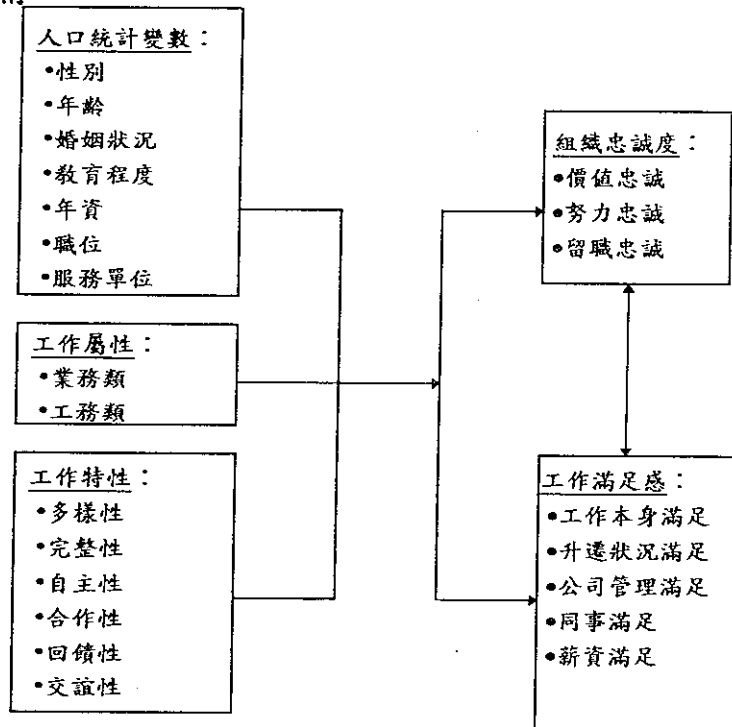 人口統計變數：
•性別
•年齡
•婚姻狀況
•教育程度
•年資
•職位
•服務單位
工作屬性：
•業務類
•工務類
工作特性：
•多樣性
•完整性
•自主性
•合作性
•回饋性
•交誼性
組織忠誠度：
•價值忠誠
•努力忠誠
•留職忠誠
工作滿足感：
•工作本身滿足
•升遷狀況滿足
•公司管理滿足
•同事滿足
•薪資滿足